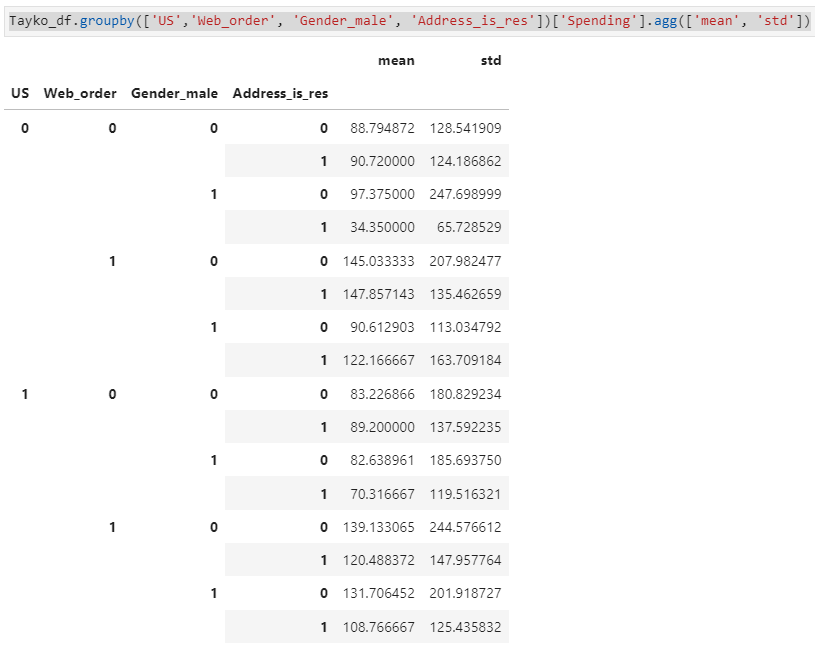 Tayko_df.groupby(['US','Web_order', 'Gender_male', 'Address_is_res'])['Spending'].agg(['mean', 'std'])
mean std
US Web_order Gender_male Address_is_res
0 0 0 0 88.794872 128.541909
1 90.720000 124.186862
1 0 97.375000 247.698999
1 34.350000 65.728529
1 0 0 145.033333 207.982477
1 147.857143 135.462659
1 0 90.612903 113.034792
1 122.166667 163.709184
1 0 0 0 83.226866 180.829234
1 89.200000 137.592235
1 0 82.638961 185.693750
1 70.316667 119.516321
1 0 0 139.133065 244.576612
1 120.488372 147.957764
1 0 131.706452 201.918727
1 108.766667 125.435832